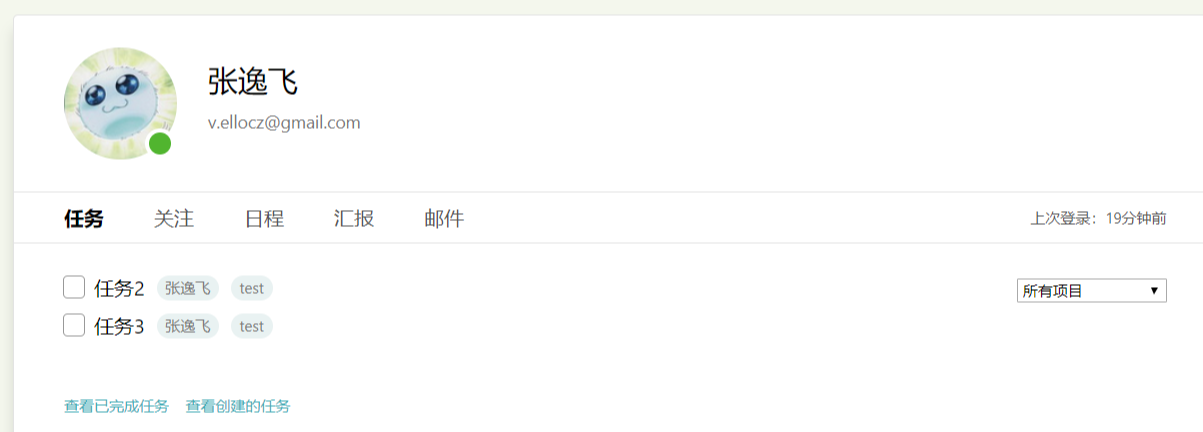 张逸飞
v.ellocz@gmail.com
任务 关注 日程 汇报 邮件 上次登录：19分钟前
任务2 张逸飞 test 所有项目
任务3 张逸飞 test
查看已完成任务 查看创建的任务